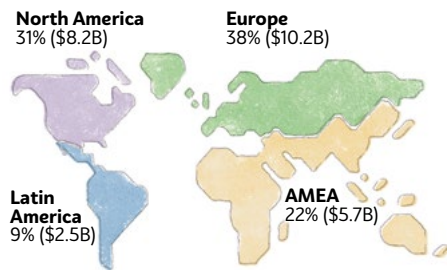 North America
31% ($8.2B)
Europe
38% ($10.2B)
Latin
America
9% ($2.5B)
AMEA
22% ($5.7B)